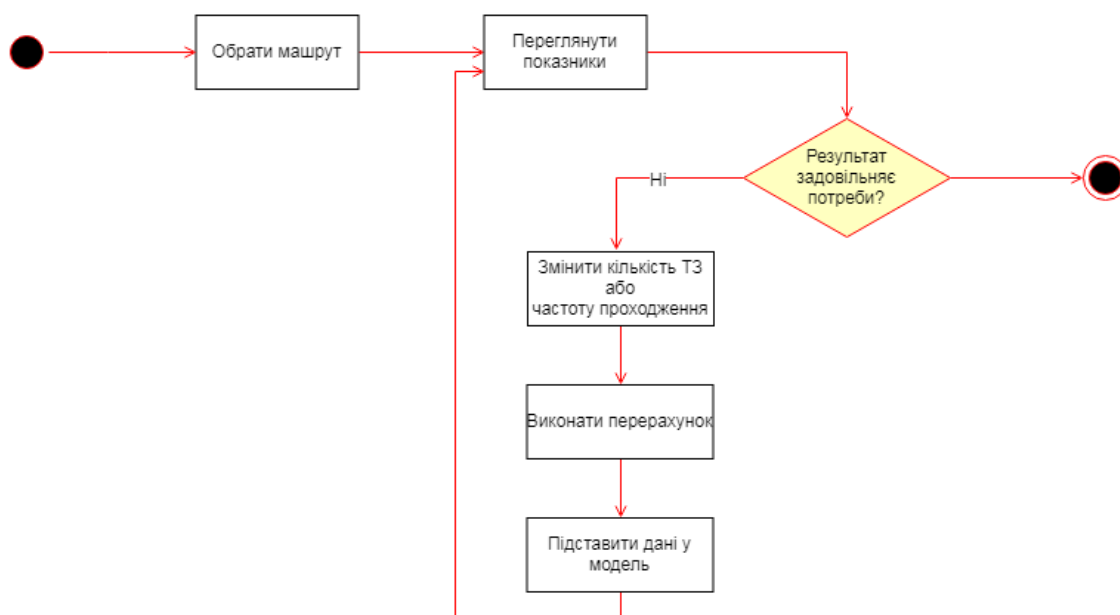 Обрати машрут
Переглянути
показники
Результат
задовільняє
потреби?
Ні
Змінити кількість ТЗ
або
частоту проходження
Виконати перерахунок
Підставити дані у
модель